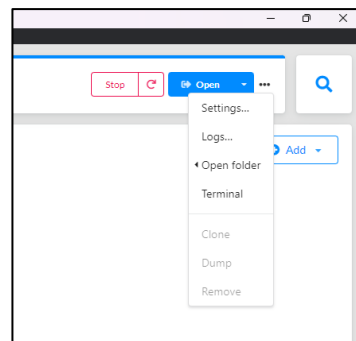 Stop
Open
Settings...
Logs...
Open folder
Terminal
Add
Clone
Dump
Remove